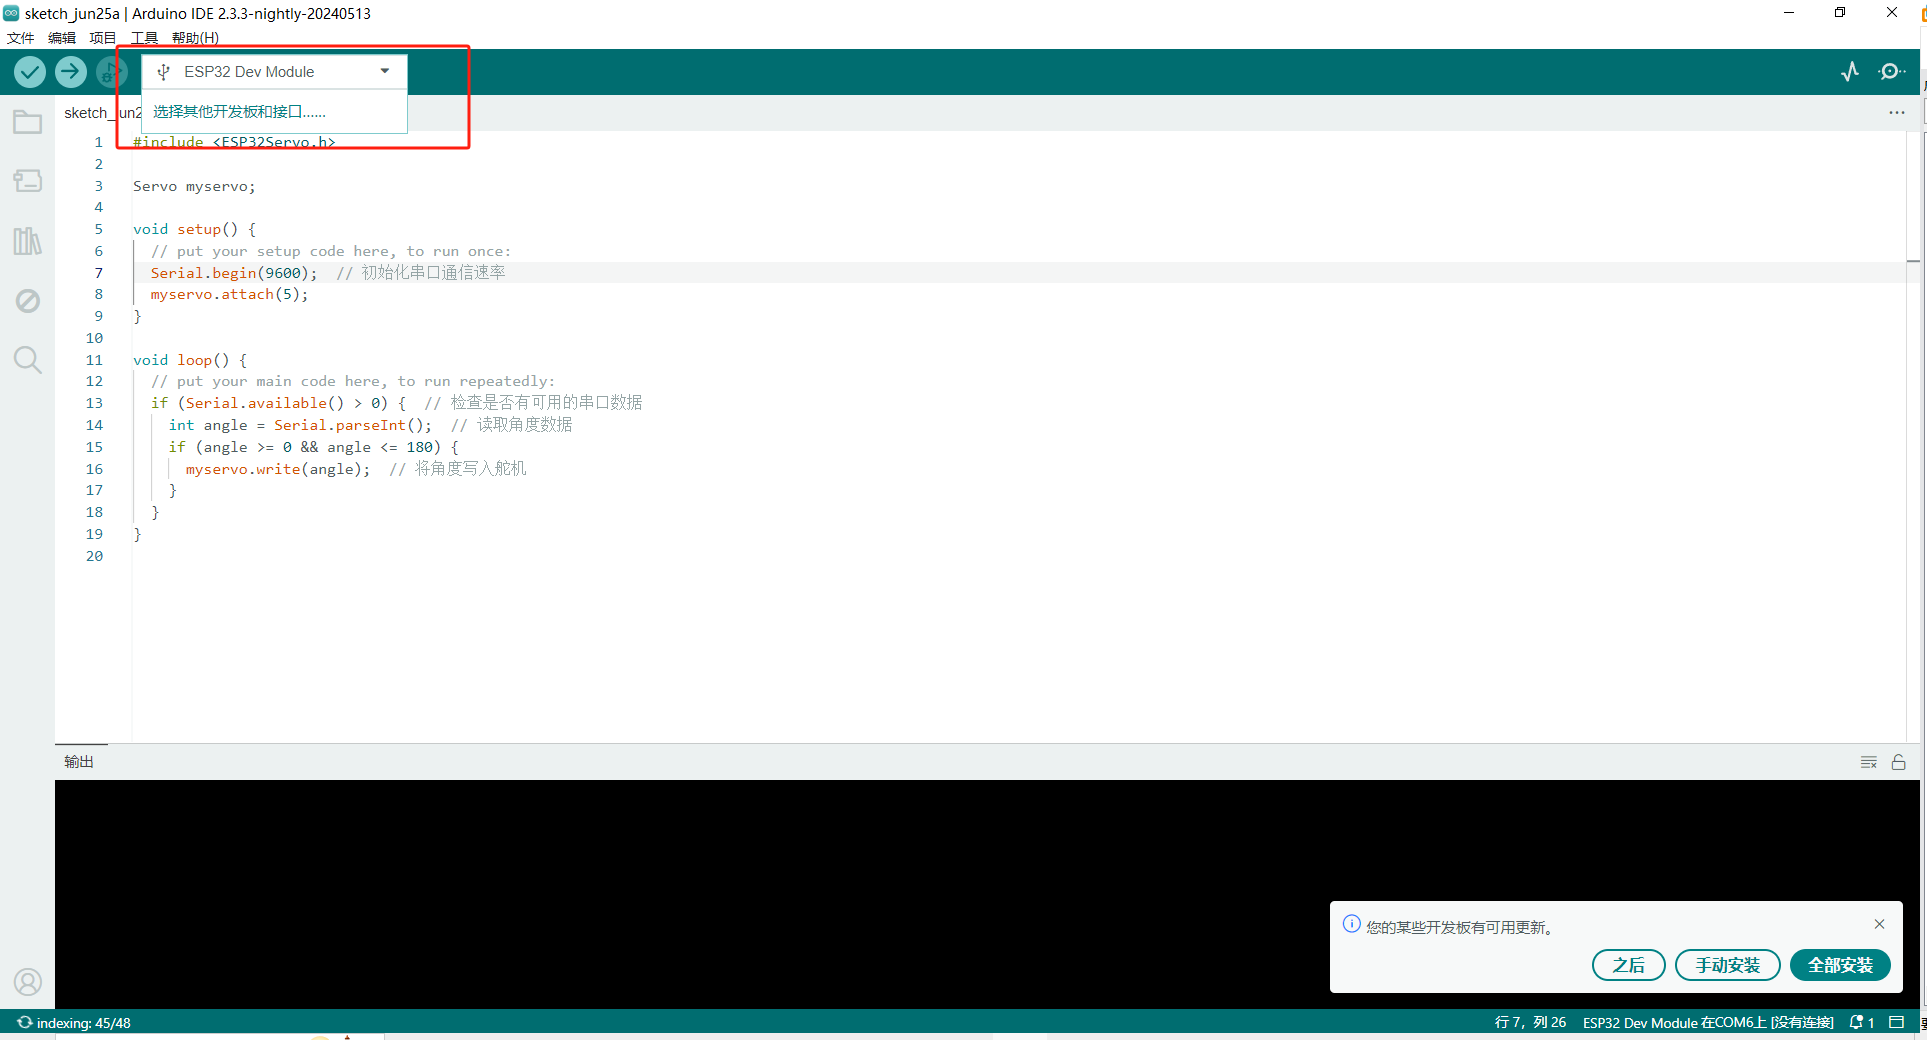 sketch_jun25a | Arduino IDE 2.3.3-nightly-20240513
文件 编辑 项目 工具 帮助(H)
ESP32 Dev Module
选择其他开发板和接口......
sketch_jun2
1 #include <ESP32Servo.h>
2
3 Servo myservo;
4
5 void setup() {
6 // put your setup code here, to run once:
7 Serial.begin(9600); // 初始化串口通信速率
8 myservo.attach(5);
9 }
10
11 void loop() {
12 // put your main code here, to run repeatedly:
13 if (Serial.available() > 0) { // 检查是否有可用的串口数据
14 int angle = Serial.parseInt(); // 读取角度数据
15 if (angle >= 0 && angle <= 180) {
16 myservo.write(angle); // 将角度写入舵机
17 }
18 }
19 }
20
输出
您的某些开发板有可用更新。
之后 手动安装 全部安装
indexing: 45/48 行 7，列 26 ESP32 Dev Module 在COM6上 [没有连接] 1